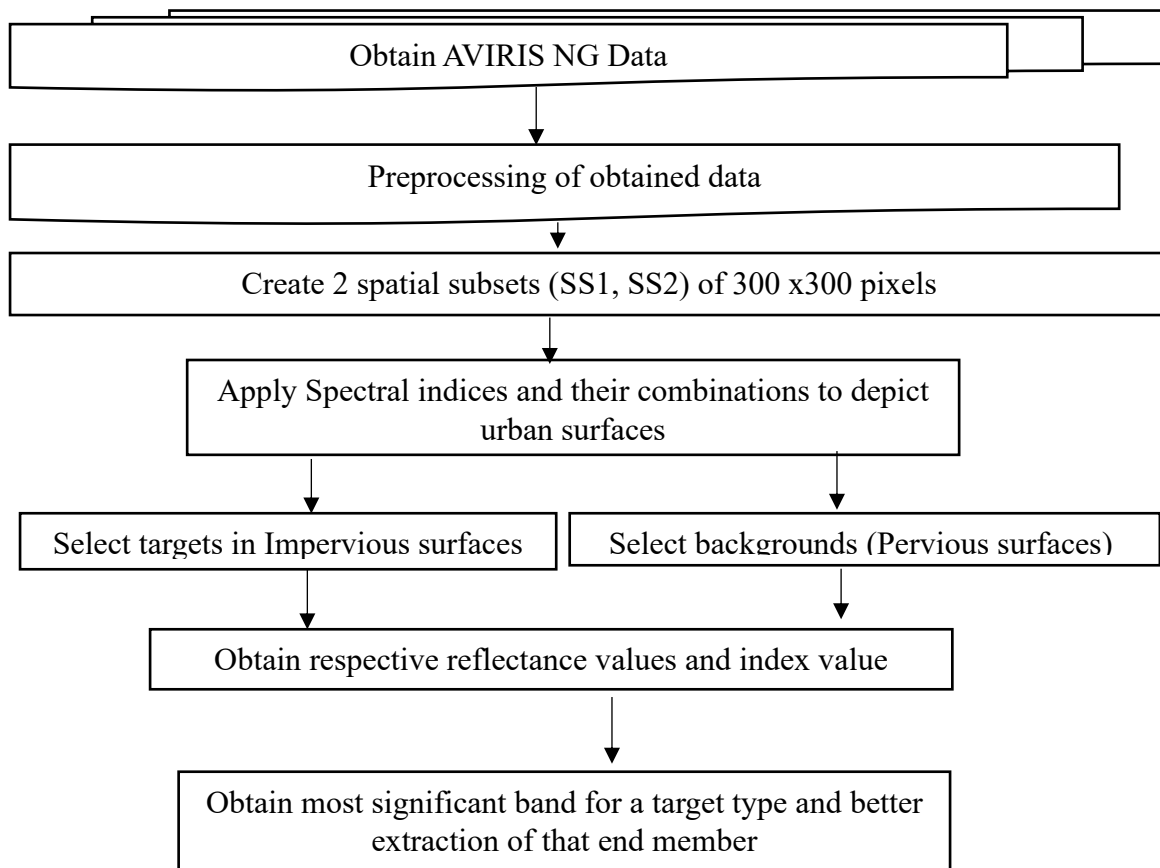 Obtain AVIRIS NG Data
Preprocessing of obtained data
Create 2 spatial subsets (SS1, SS2) of 300 x300 pixels
Apply Spectral indices and their combinations to depict
urban surfaces
Select targets in Impervious surfaces
Select backgrounds (Pervious surfaces)
Obtain respective reflectance values and index value
Obtain most significant band for a target type and better
extraction of that end member